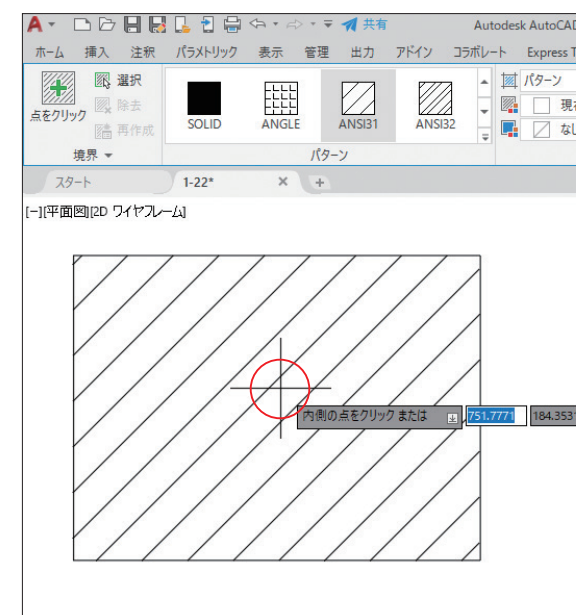 A 共有 Autodesk AutoCAD
ホーム 挿入 注釈 パラメトリック 表示 管理 出力 アドイン コラボレート Express T
点をクリック 選択 除去 再作成
SOLID ANGLE ANSI31 ANSI32
パターン
現在
なし
境界 パターン
スタート 1-22* × +
[-][平面図][2D ワイヤフレーム]
内側の点をクリック または 751.7771 184.3531